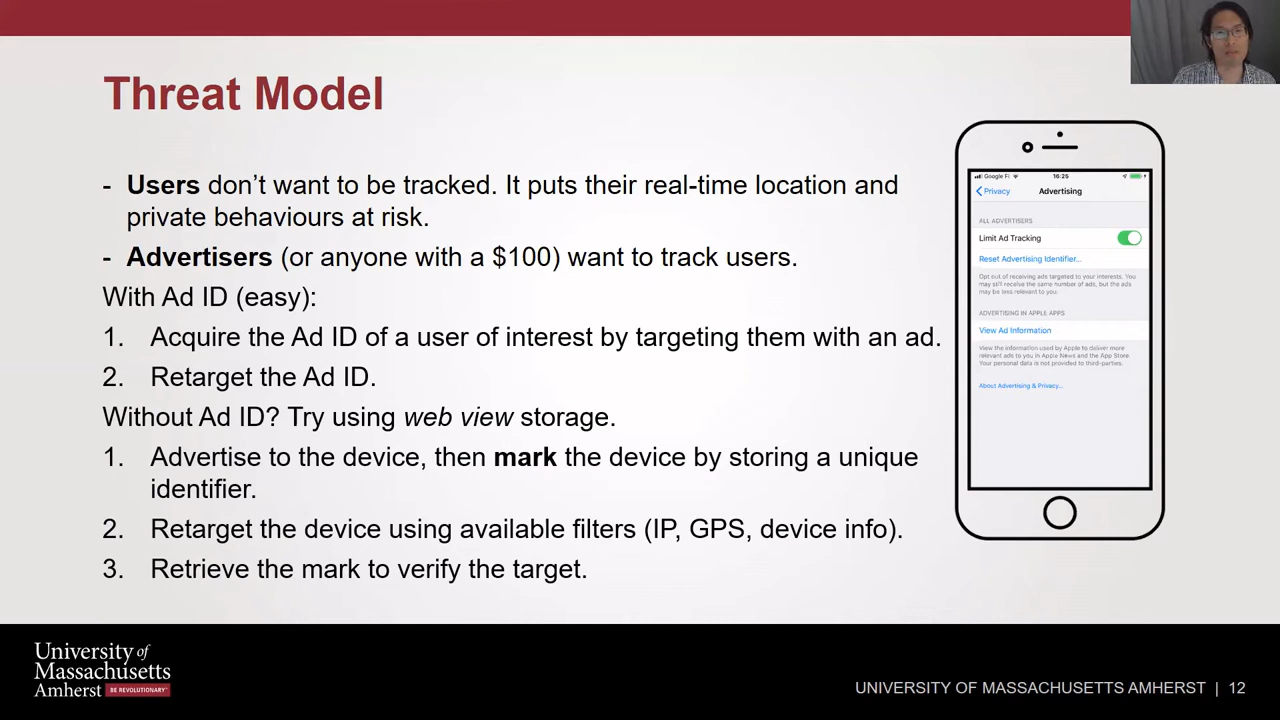 Threat Model
- Users don’t want to be tracked. It puts their real-time location and
private behaviours at risk.
- Advertisers (or anyone with a $100) want to track users.
With Ad ID (easy):
1. Acquire the Ad ID of a user of interest by targeting them with an ad.
2. Retarget the Ad ID.
Without Ad ID? Try using web view storage.
1. Advertise to the device, then mark the device by storing a unique
identifier.
2. Retarget the device using available filters (IP, GPS, device info).
3. Retrieve the mark to verify the target.
Google Fi 16:25
Privacy Advertising
ALL ADVERTISERS
Limit Ad Tracking
Reset Advertising Identifier...
Opt out of receiving ads targeted to your interests. You
may still receive the same number of ads, but the ads
may be less relevant to you.
ADVERTISING IN APPLE APPS
View Ad Information
View the information used by Apple to deliver more
relevant ads to you in Apple News and the App Store
Your personal data is not provided to third-parties.
About Advertising & Privacy...
University of
Massachusetts
Amherst BE REVOLUTIONARY™
UNIVERSITY OF MASSACHUSETTS AMHERST | 12